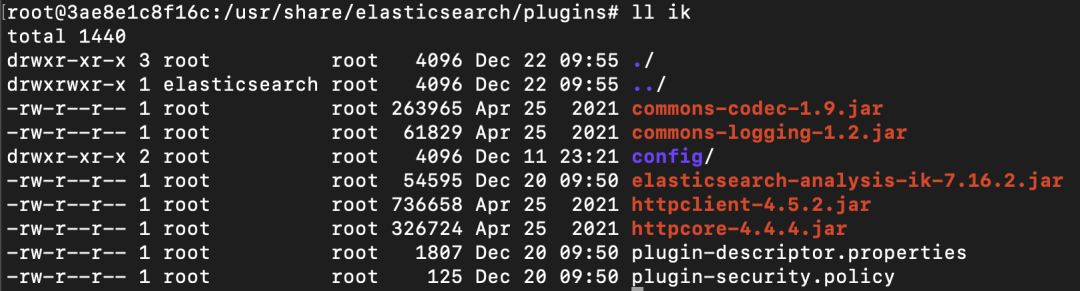 [root@3ae8e1c8f16c:/usr/share/elasticsearch/plugins# ll ik
total 1440
drwxr-xr-x 3 root          root   4096 Dec 22 09:55 ./
drwxrwxr-x 1 elasticsearch root   4096 Dec 22 09:55 ../
-rw-r--r-- 1 root          root 263965 Apr 25  2021 commons-codec-1.9.jar
-rw-r--r-- 1 root          root  61829 Apr 25  2021 commons-logging-1.2.jar
drwxr-xr-x 2 root          root   4096 Dec 11 23:21 config/
-rw-r--r-- 1 root          root  54595 Dec 20 09:50 elasticsearch-analysis-ik-7.16.2.jar
-rw-r--r-- 1 root          root 736658 Apr 25  2021 httpclient-4.5.2.jar
-rw-r--r-- 1 root          root 326724 Apr 25  2021 httpcore-4.4.4.jar
-rw-r--r-- 1 root          root   1807 Dec 20 09:50 plugin-descriptor.properties
-rw-r--r-- 1 root          root    125 Dec 20 09:50 plugin-security.policy